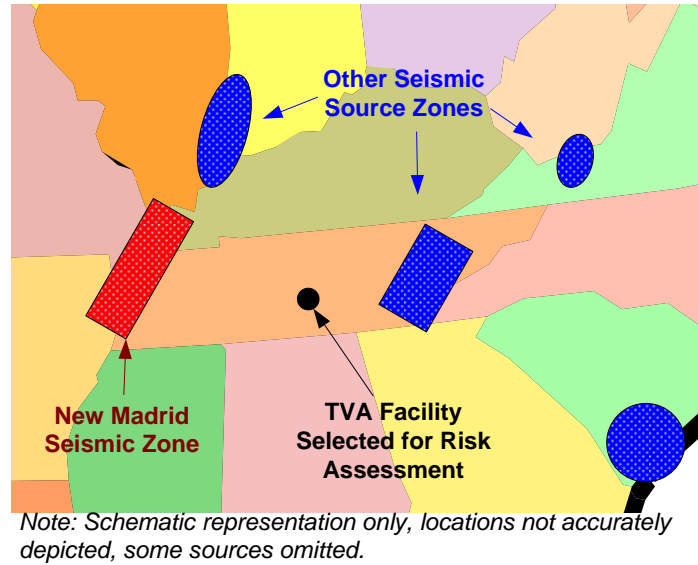 Other Seismic
Source Zones
New Madrid
Seismic Zone
TVA Facility
Selected for Risk
Assessment
Note: Schematic representation only, locations not accurately
depicted, some sources omitted.